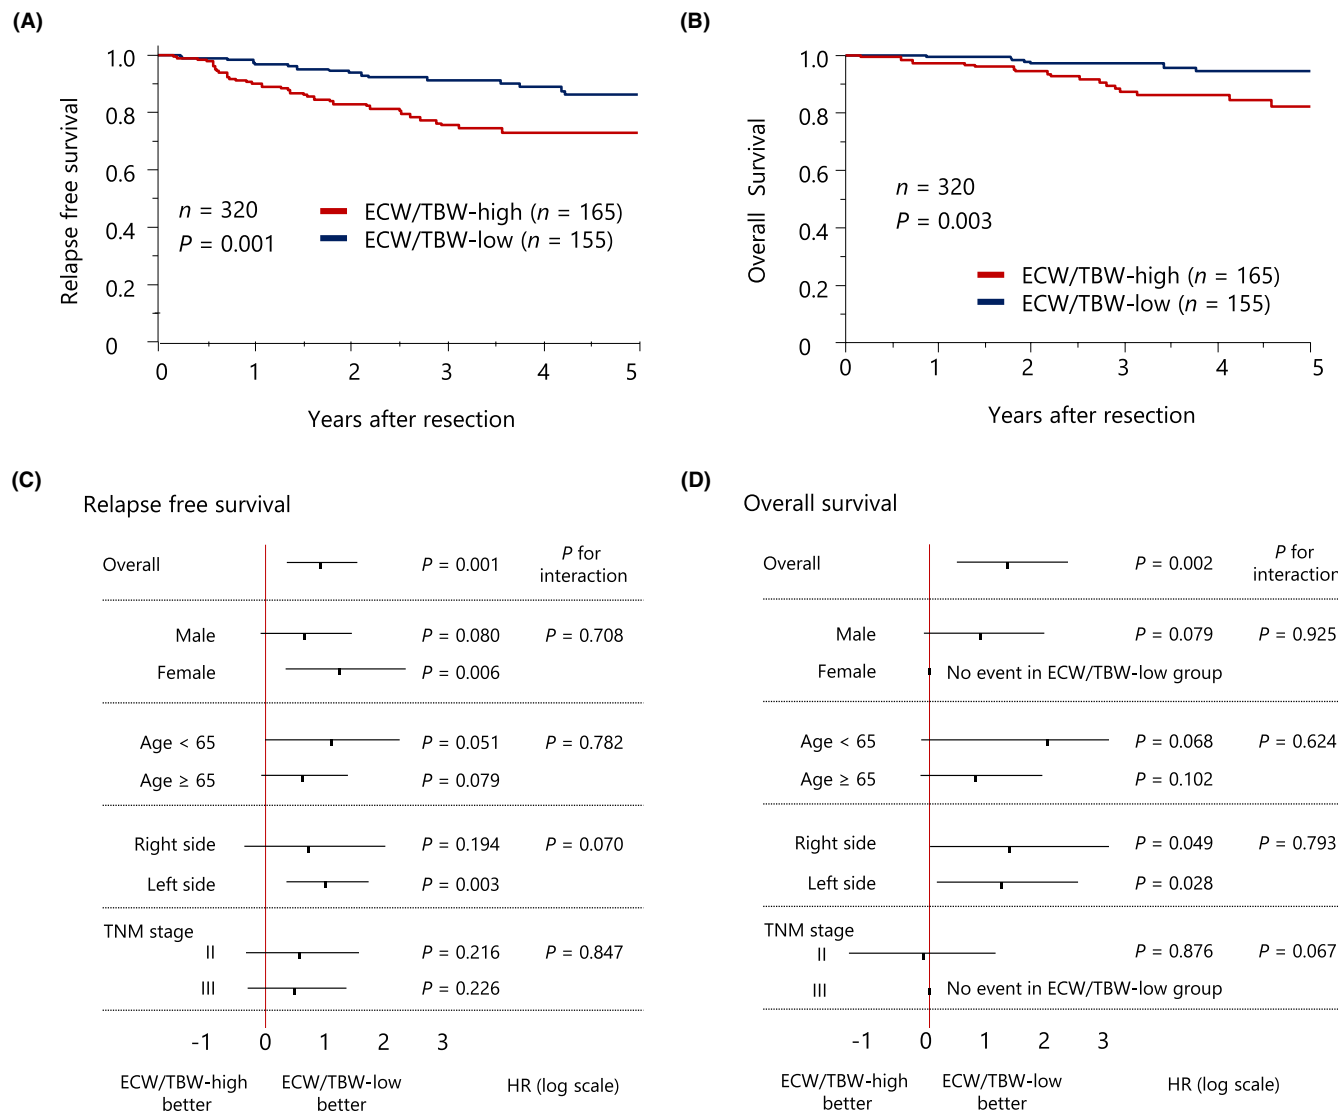 (A)
1.0
0.8
0.6
0.4
0.2
0
Relapse free survival
n = 320
P = 0.001
ECW/TBW-high (n = 165)
ECW/TBW-low (n = 155)
0 1 2 3 4 5
Years after resection
(B)
1.0
0.8
0.6
0.4
0.2
0
Overall Survival
n = 320
P = 0.003
ECW/TBW-high (n = 165)
ECW/TBW-low (n = 155)
0 1 2 3 4 5
Years after resection
(C)
Relapse free survival
Overall P = 0.001 P for interaction
Male P = 0.080 P = 0.708
Female P = 0.006
Age < 65 P = 0.051 P = 0.782
Age ≥ 65 P = 0.079
Right side P = 0.194 P = 0.070
Left side P = 0.003
TNM stage
II P = 0.216 P = 0.847
III P = 0.226
-1 0 1 2 3
ECW/TBW-high better
ECW/TBW-low better
HR (log scale)
(D)
Overall survival
Overall P = 0.002 P for interaction
Male P = 0.079 P = 0.925
Female No event in ECW/TBW-low group
Age < 65 P = 0.068 P = 0.624
Age ≥ 65 P = 0.102
Right side P = 0.049 P = 0.793
Left side P = 0.028
TNM stage
II P = 0.876 P = 0.067
III No event in ECW/TBW-low group
-1 0 1 2 3
ECW/TBW-high better
ECW/TBW-low better
HR (log scale)